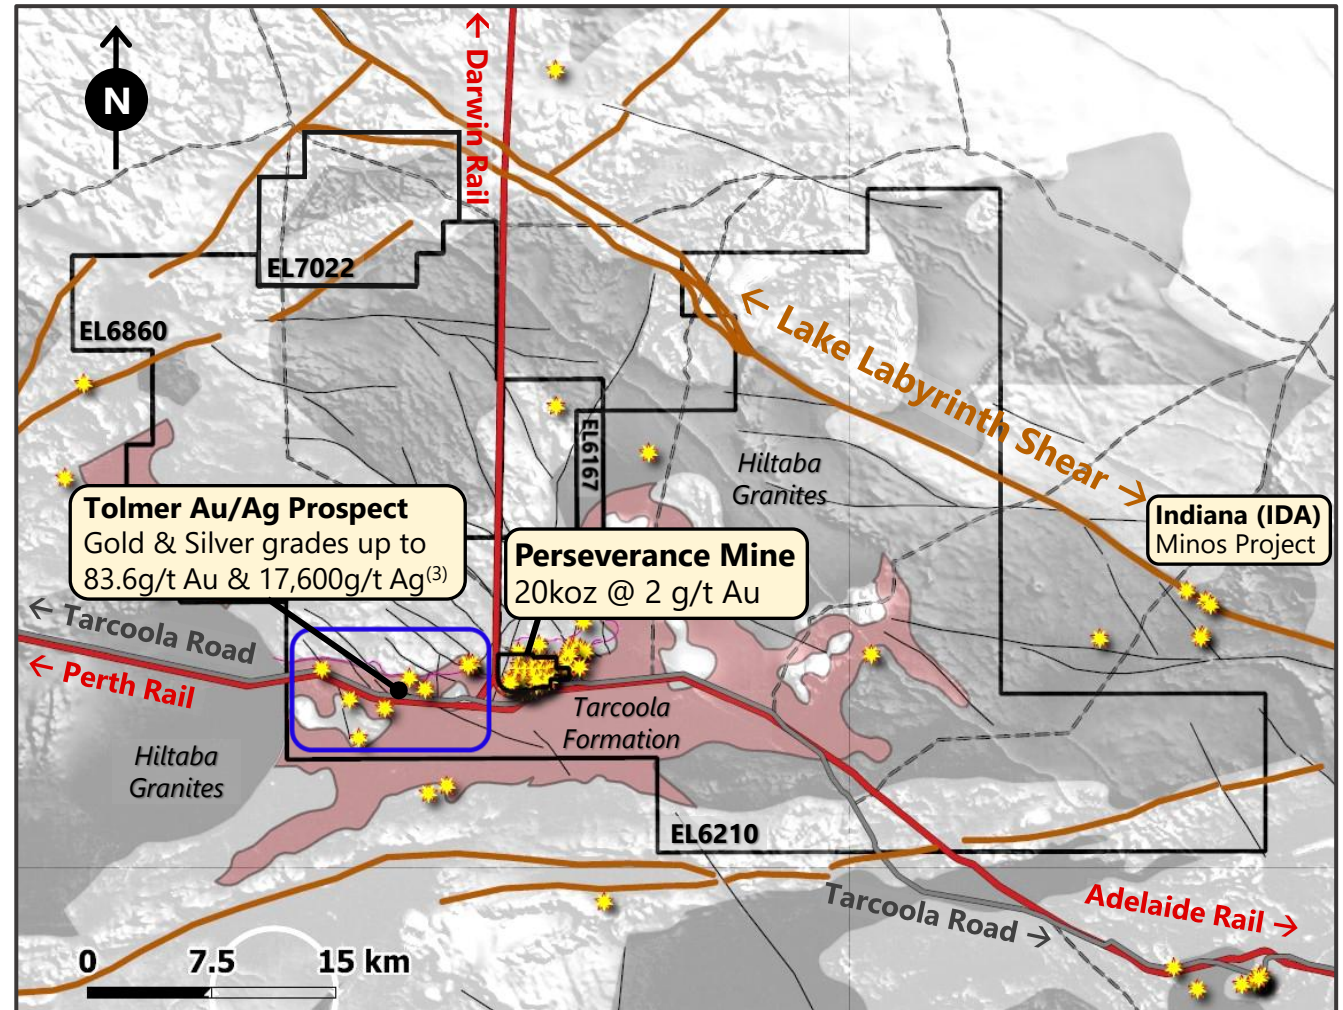 N
← Darwin Rail
EL7022
EL6860
← Lake Labyrinth Shear →
EL6167
Hiltaba
Granites
Tolmer Au/Ag Prospect
Gold & Silver grades up to
83.6g/t Au & 17,600g/t Ag(3)
Perseverance Mine
20koz @ 2 g/t Au
Indiana (IDA)
Minos Project
← Tarcoola Road
← Perth Rail
Tarcoola
Formation
Hiltaba
Granites
EL6210
Tarcoola Road →
Adelaide Rail →
0 7.5 15 km